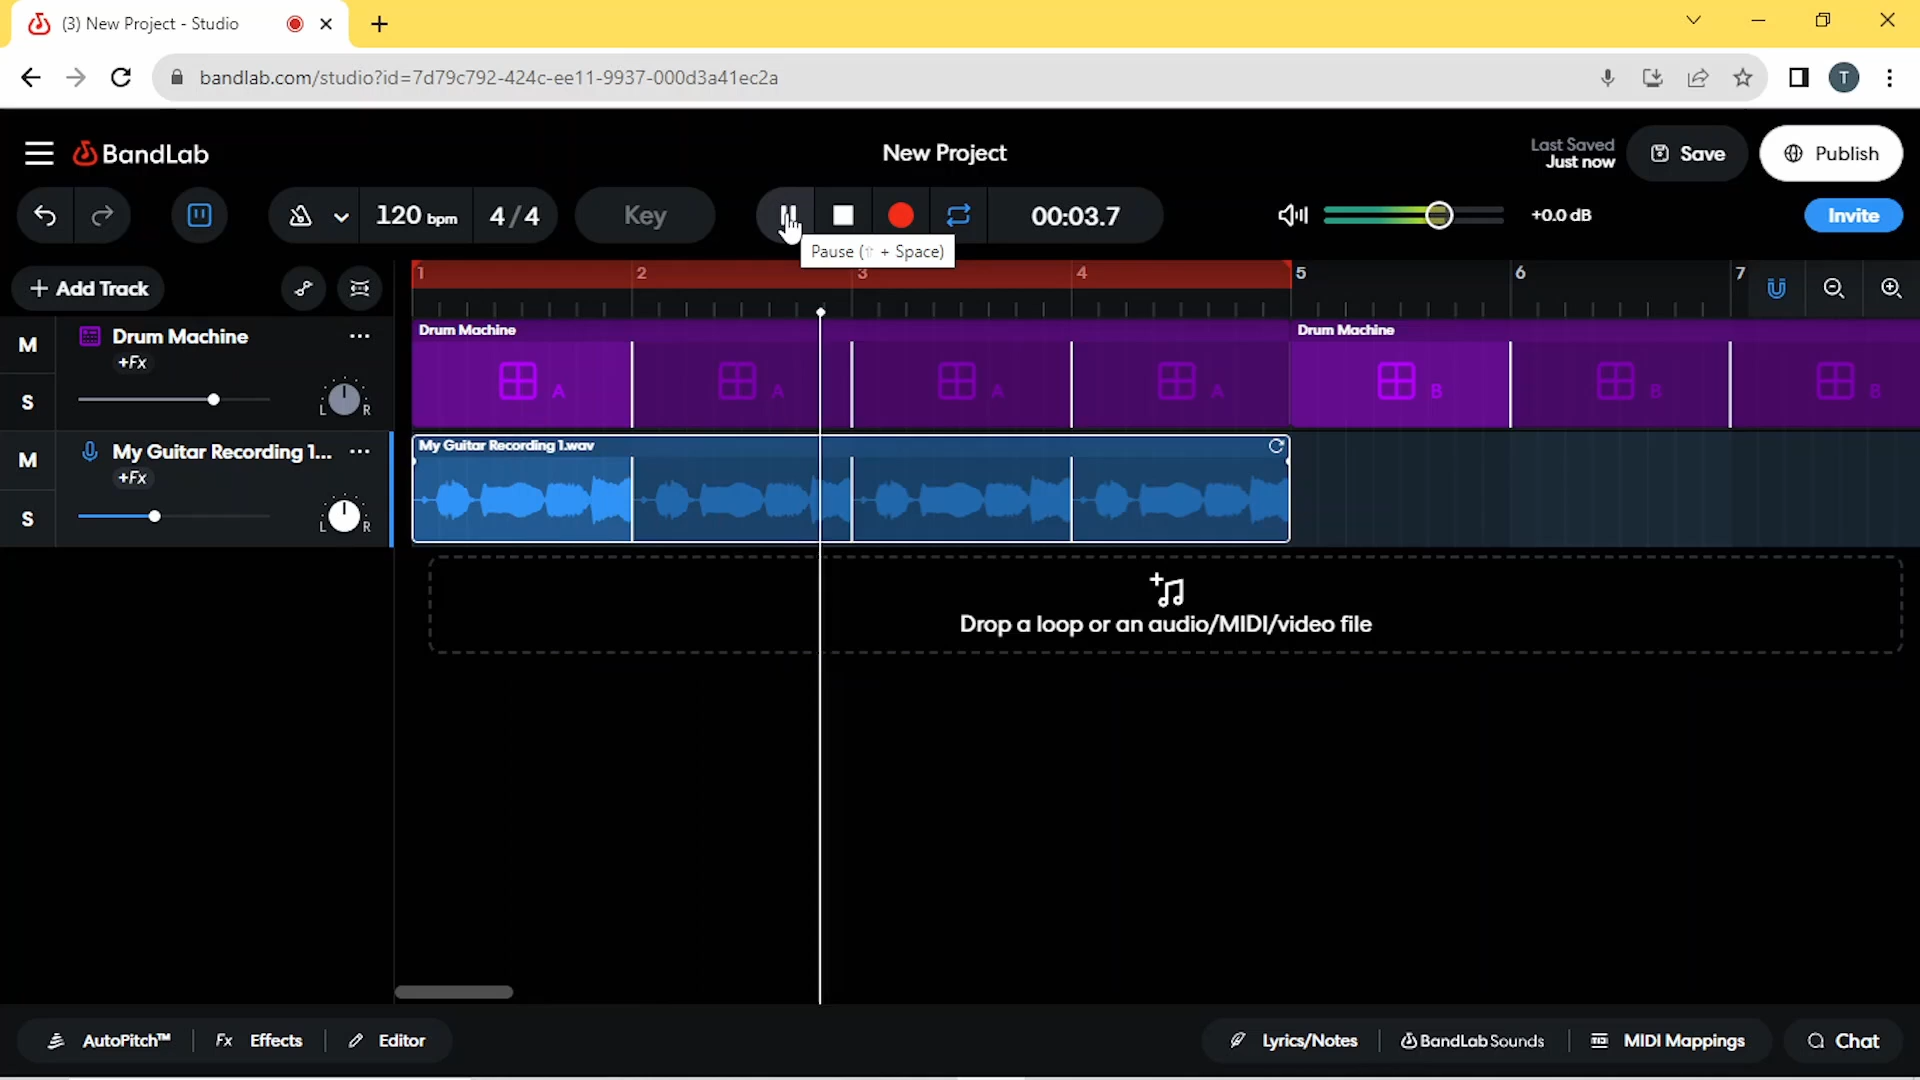 (3) New Project - Studio
bandlab.com/studio?id=7d79c792-424c-ee11-9937-000d3a41ec2a
T
BandLab
New Project
Last Saved
Just now
Save
Publish
120 bpm
4/4
Key
00:03.7
+0.0 dB
Invite
Pause (⇧ + Space)
+ Add Track
1 2 3 4 5 6 7
M
Drum Machine
+Fx
S
L R
Drum Machine
A A A A
Drum Machine
B B B
M
My Guitar Recording 1...
+Fx
S
L R
My Guitar Recording 1.wav
Drop a loop or an audio/MIDI/video file
AutoPitch™
Fx Effects
Editor
Lyrics/Notes
BandLab Sounds
MIDI Mappings
Chat